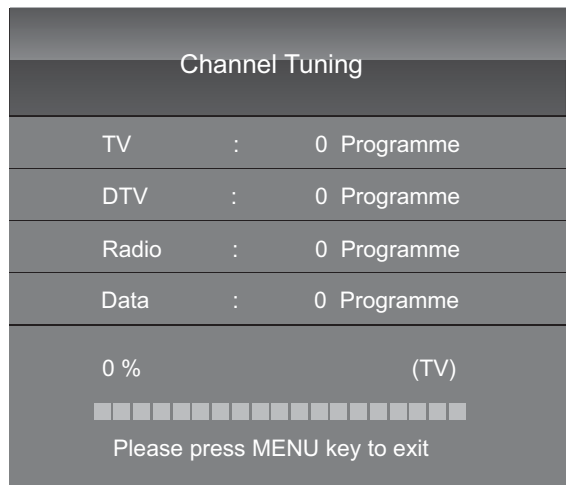 Channel Tuning
TV : 0 Programme
DTV : 0 Programme
Radio : 0 Programme
Data : 0 Programme
0 % (TV)
Please press MENU key to exit